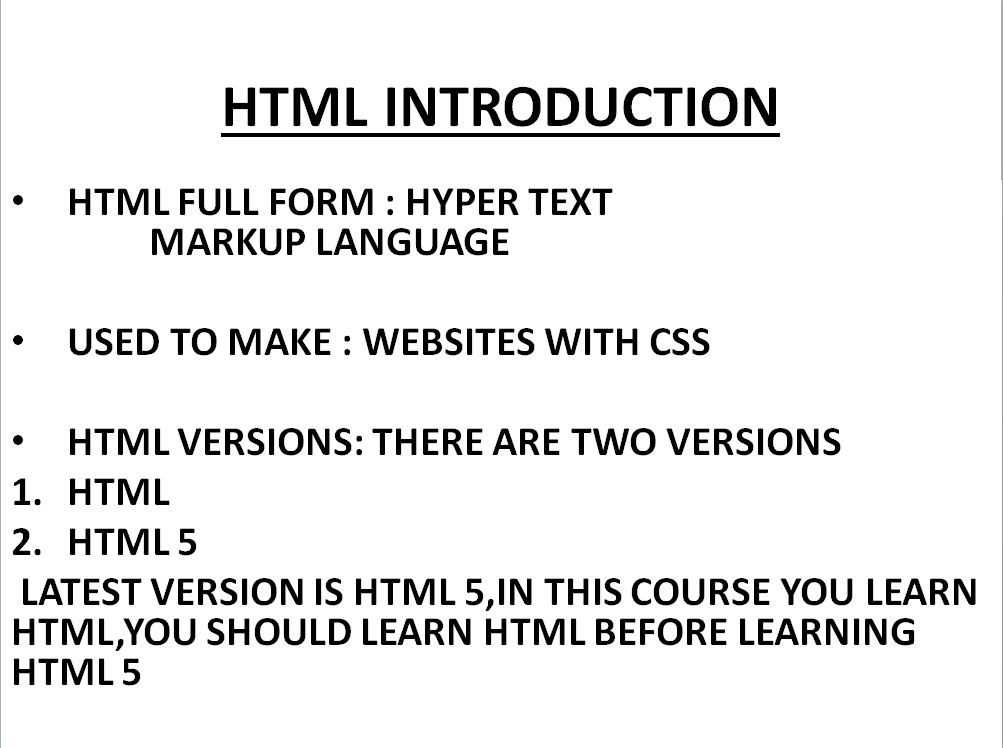 HTML INTRODUCTION
• HTML FULL FORM : HYPER TEXT
MARKUP LANGUAGE
• USED TO MAKE : WEBSITES WITH CSS
• HTML VERSIONS: THERE ARE TWO VERSIONS
1. HTML
2. HTML 5
LATEST VERSION IS HTML 5,IN THIS COURSE YOU LEARN
HTML,YOU SHOULD LEARN HTML BEFORE LEARNING
HTML 5